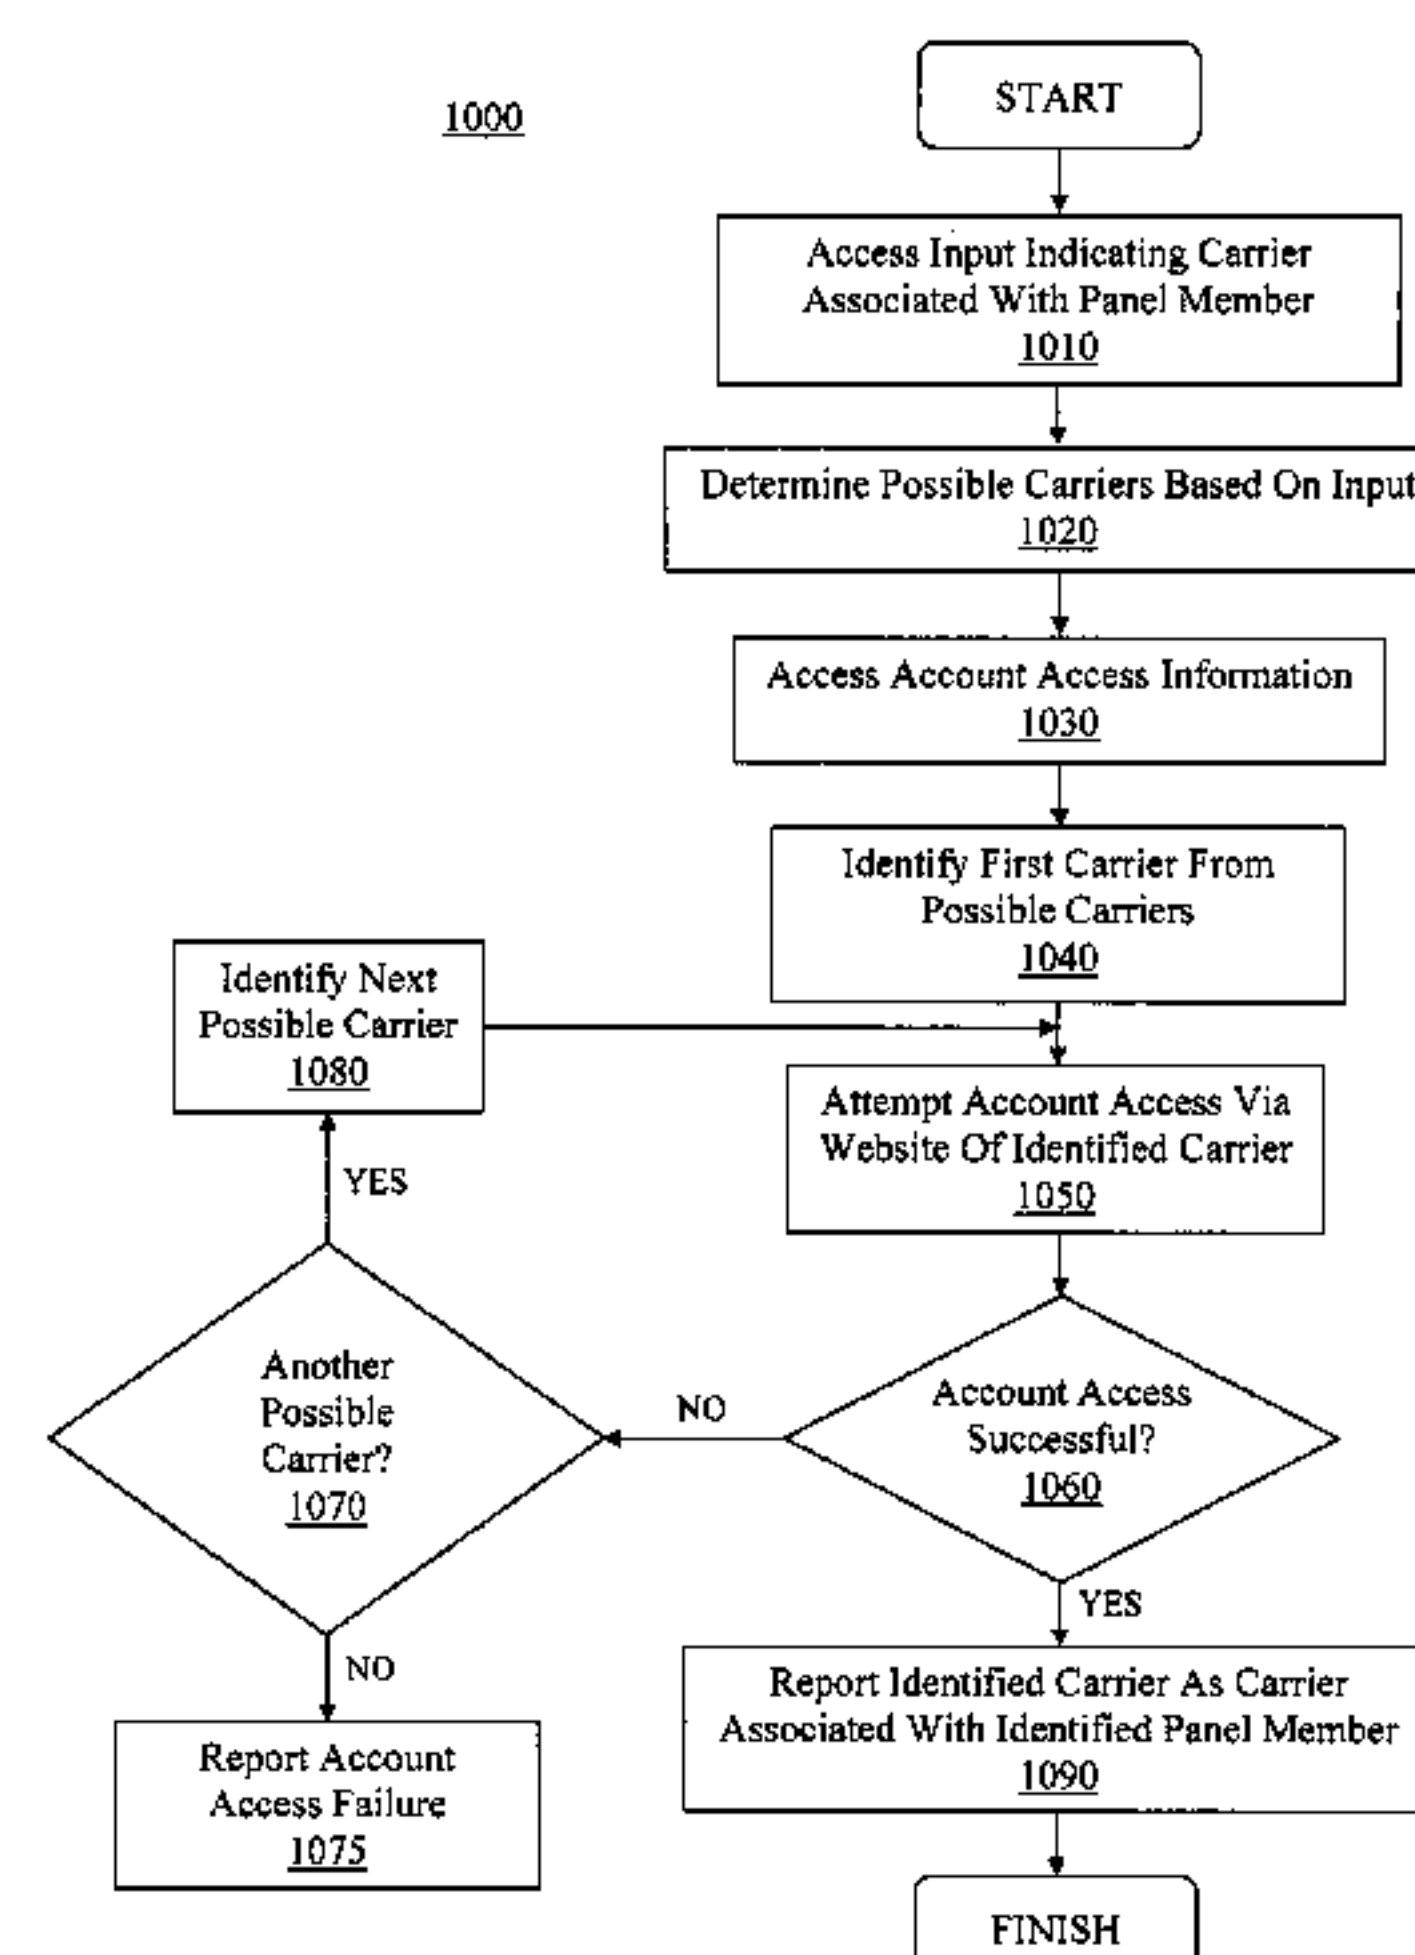 1000
START
Access Input Indicating Carrier
Associated With Panel Member
1010
Determine Possible Carriers Based On Input
1020
Access Account Access Information
1030
Identify First Carrier From
Possible Carriers
1040
Identify Next
Possible Carrier
1080
Attempt Account Access Via
Website Of Identified Carrier
1050
YES
Another
Possible
Carrier?
1070
NO
Account Access
Successful?
1060
YES
NO
Report Identified Carrier As Carrier
Associated With Identified Panel Member
1090
Report Account
Access Failure
1075
FINISH